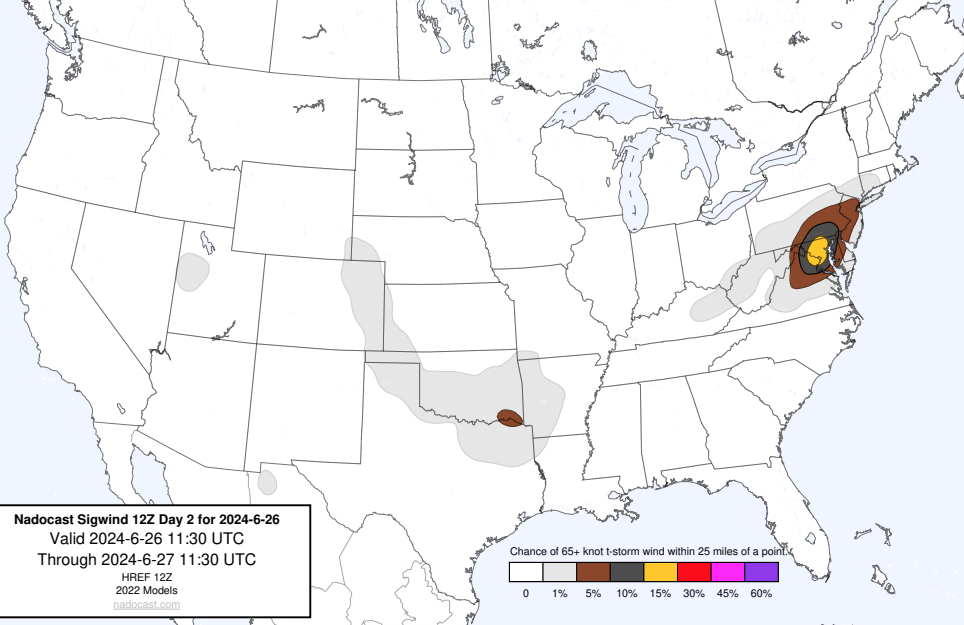 Nadocast Sigwind 12Z Day 2 for 2024-6-26
Valid 2024-6-26 11:30 UTC
Through 2024-6-27 11:30 UTC
HREF 12Z
2022 Models
nadocast.com
Chance of 65+ knot t-storm wind within 25 miles of a point.
0 1% 5% 10% 15% 30% 45% 60%